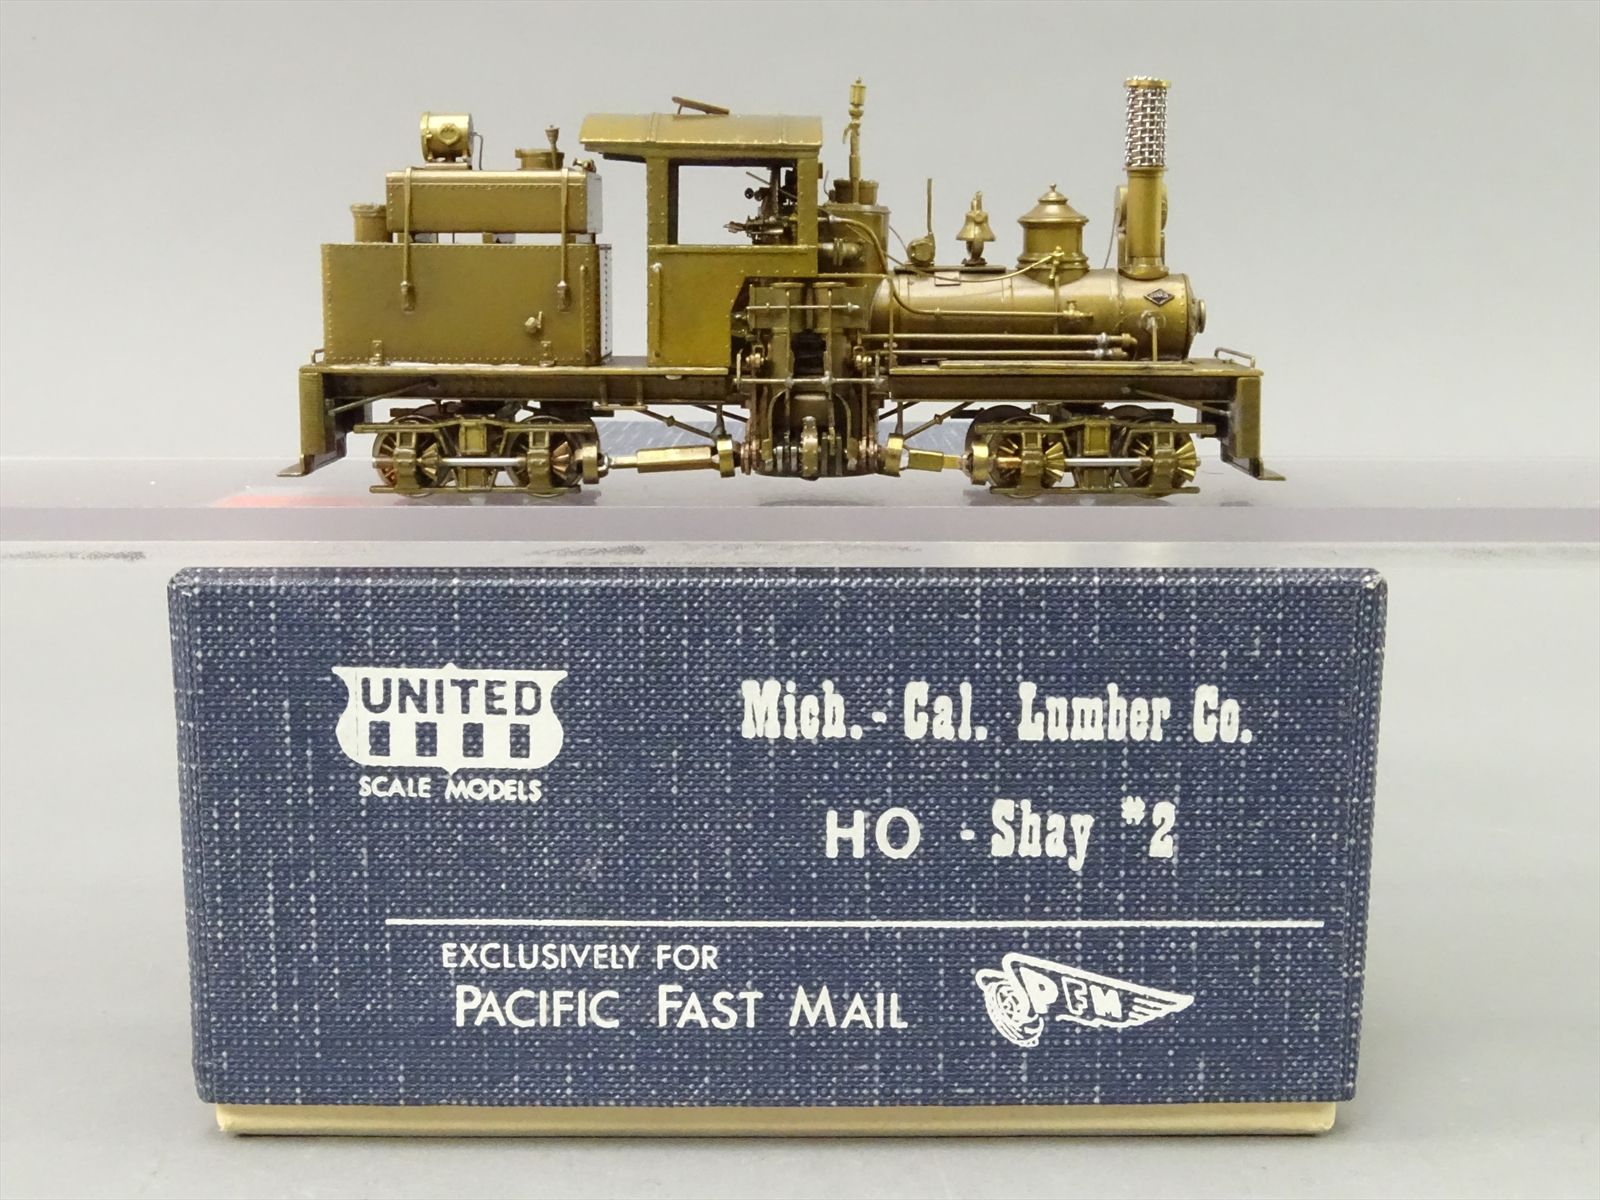 UNITED
SCALE MODELS
Mich.- Cal. Lumber Co.
HO - Shay #2
EXCLUSIVELY FOR
PACIFIC FAST MAIL
PFM